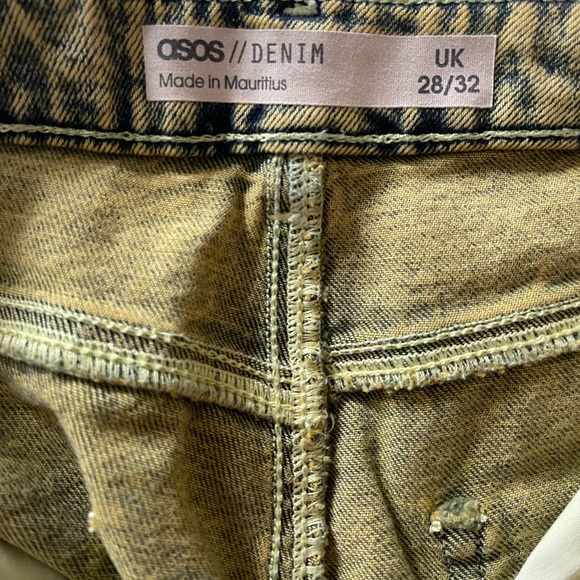 asos // DENIM
Made in Mauritius
UK
28/32